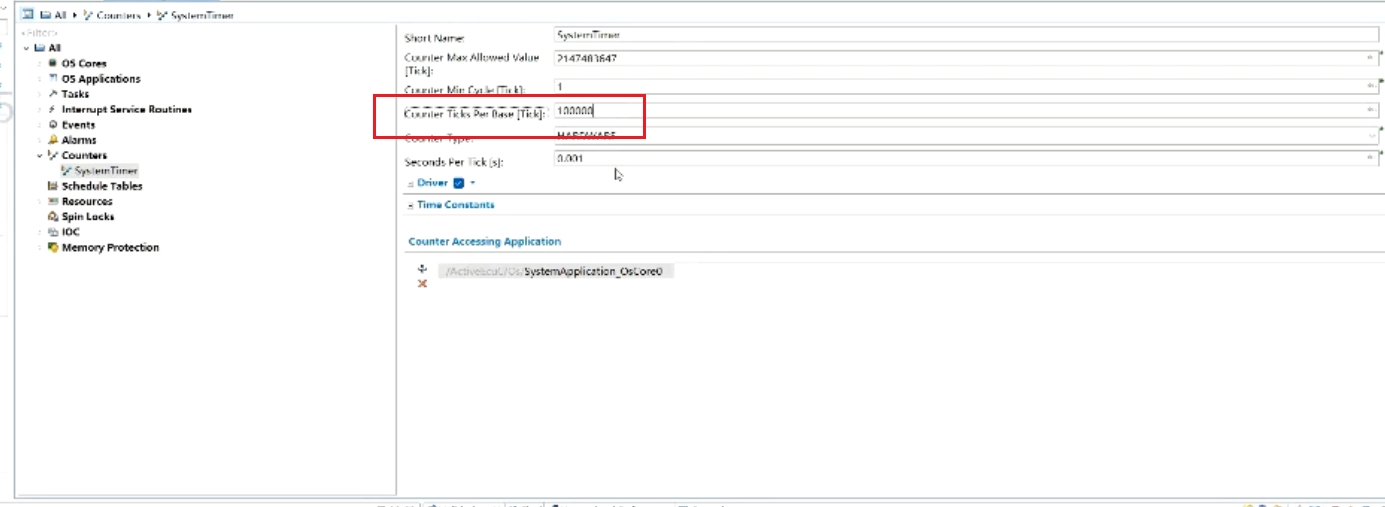 All ▸ Counters ▸ SystemTimer
<Filter>
All
OS Cores
OS Applications
Tasks
Interrupt Service Routines
Events
Alarms
Counters
SystemTimer
Schedule Tables
Resources
Spin Locks
IOC
Memory Protection
Short Name: SystemTimer
Counter Max Allowed Value [Tick]: 2147483647
Counter Min Cycle [Tick]: 1
Counter Ticks Per Base [Tick]: 100000
Counter Type: HARDWARE
Seconds Per Tick [s]: 0.001
Driver
Time Constants
Counter Accessing Application
/ActiveEcuC/Os/SystemApplication_OsCore0